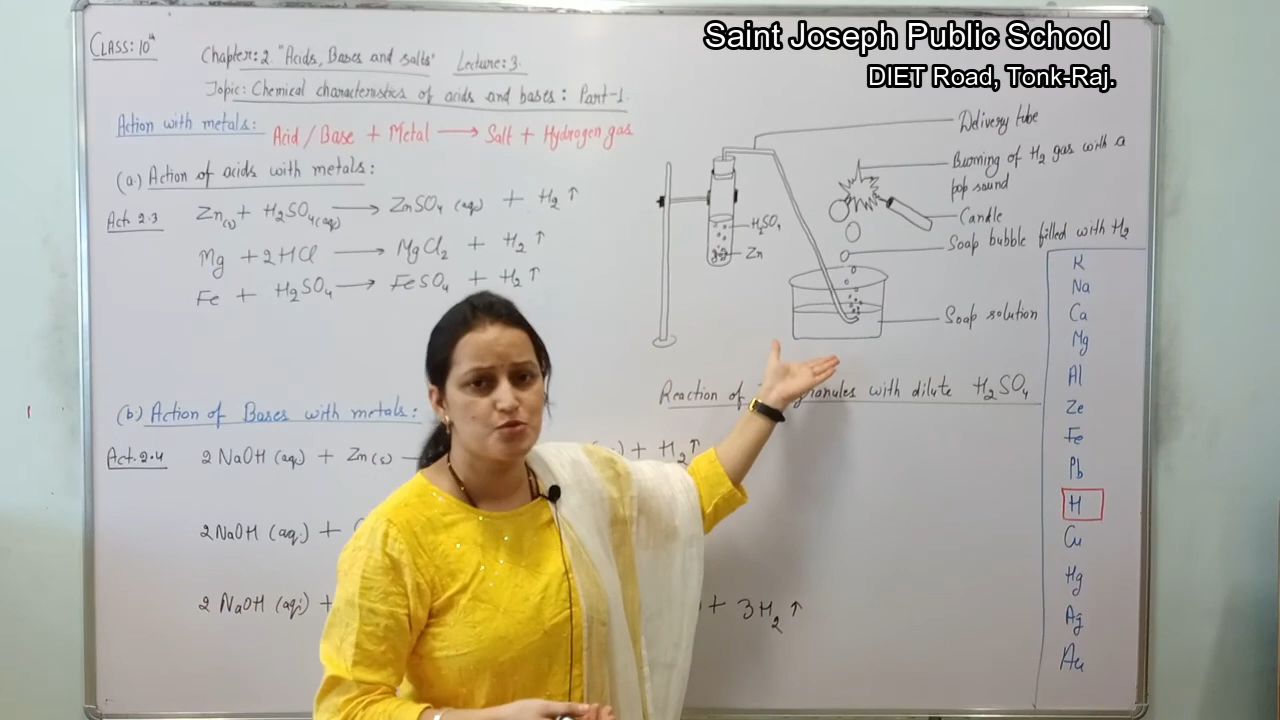 Saint Joseph Public School
DIET Road, Tonk-Raj.
CLASS: 10th
Chapter: 2 "Acids, Bases and salts" Lecture: 3
Topic: Chemical characteristics of acids and bases: Part-1
Action with metals: Acid/Base + Metal → Salt + Hydrogen gas
(a) Action of acids with metals:
Act. 2.3 Zn(s) + H2SO4(aq) → ZnSO4 (aq) + H2↑
Mg + 2HCl → MgCl2 + H2↑
Fe + H2SO4 → FeSO4 + H2↑
(b) Action of Bases with metals:
Act. 2.4 2 NaOH (aq) + Zn(s) + H2↑
2NaOH (aq.) +
2 NaOH (aq) + + 3H2↑
Delivery tube
Burning of H2 gas with a
pop sound
Candle
Soap bubble filled with H2
H2SO4
Zn
Soap solution
Reaction of granules with dilute H2SO4
K
Na
Ca
Mg
Al
Ze
Fe
Pb
H
Cu
Hg
Ag
Au